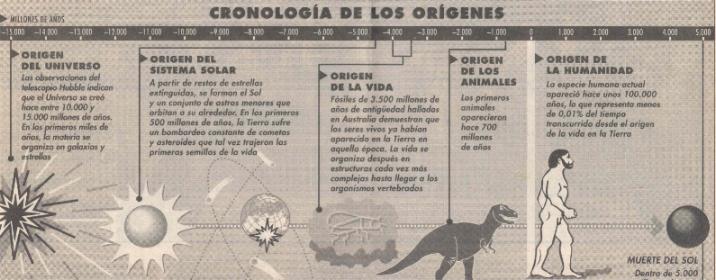 CRONOLOGÍA DE LOS ORÍGENES
MILLONES DE AÑOS
-15.000 -14.000 -13.000 -12.000 -11.000 -10.000 -9.000 -8.000 -7.000 -6.000 -5.000 -4.000 -3.000 -2.000 -1.000 0 1.000 2.000 3.000 4.000 5.000
ORIGEN
DEL UNIVERSO
Las observaciones del
telescopio Hubble indican
que el Universo se creó
hace entre 10.000 y
15.000 millones de años.
En los primeros miles de
años, la materia se
organiza en galaxias y
estrellas
ORIGEN DEL
SISTEMA SOLAR
A partir de restos de estrellas
extinguidas, se forman el Sol
y un conjunto de astros menores que
orbitan a su alrededor. En los primeros
500 millones de años, la Tierra sufre
un bombardeo constante de cometas
y asteroides que tal vez trajeron las
primeras semillas de la vida
ORIGEN
DE LA VIDA
Fósiles de 3.500 millones de
años de antigüedad hallados
en Australia demuestran que
los seres vivos ya habían
aparecido en la Tierra en
aquella época. La vida se
organiza después en
estructuras cada vez más
complejas hasta llegar a los
organismos vertebrados
ORIGEN
DE LOS
ANIMALES
Los primeros
animales
aparecieron
hace 700
millones
de años
ORIGEN DE
LA HUMANIDAD
La especie humana actual
apareció hace unos 100.000
años, lo que representa menos
de 0,01% del tiempo
transcurrido desde el origen
de la vida en la Tierra
MUERTE DEL SOL
Dentro de 5.000